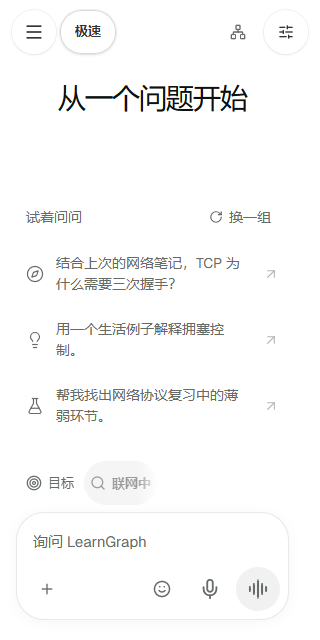 极速
从一个问题开始
试着问问
换一组
结合上次的网络笔记，TCP 为
什么需要三次握手？
用一个生活例子解释拥塞控
制。
帮我找出网络协议复习中的薄
弱环节。
目标
联网中
询问 LearnGraph